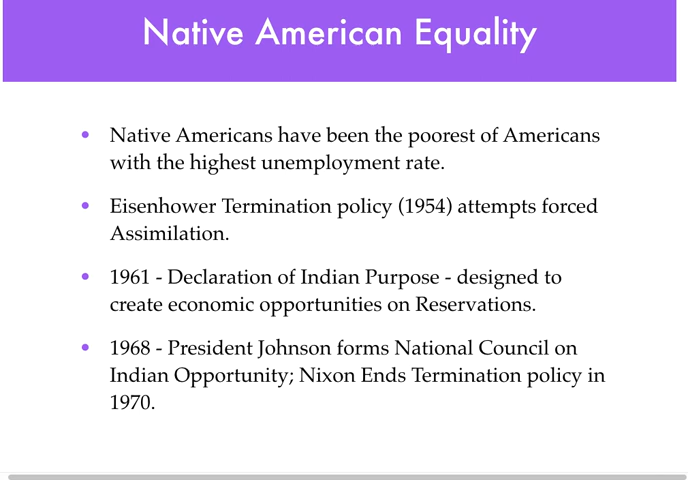 Native American Equality
• Native Americans have been the poorest of Americans
with the highest unemployment rate.
• Eisenhower Termination policy (1954) attempts forced
Assimilation.
• 1961 - Declaration of Indian Purpose - designed to
create economic opportunities on Reservations.
• 1968 - President Johnson forms National Council on
Indian Opportunity; Nixon Ends Termination policy in
1970.